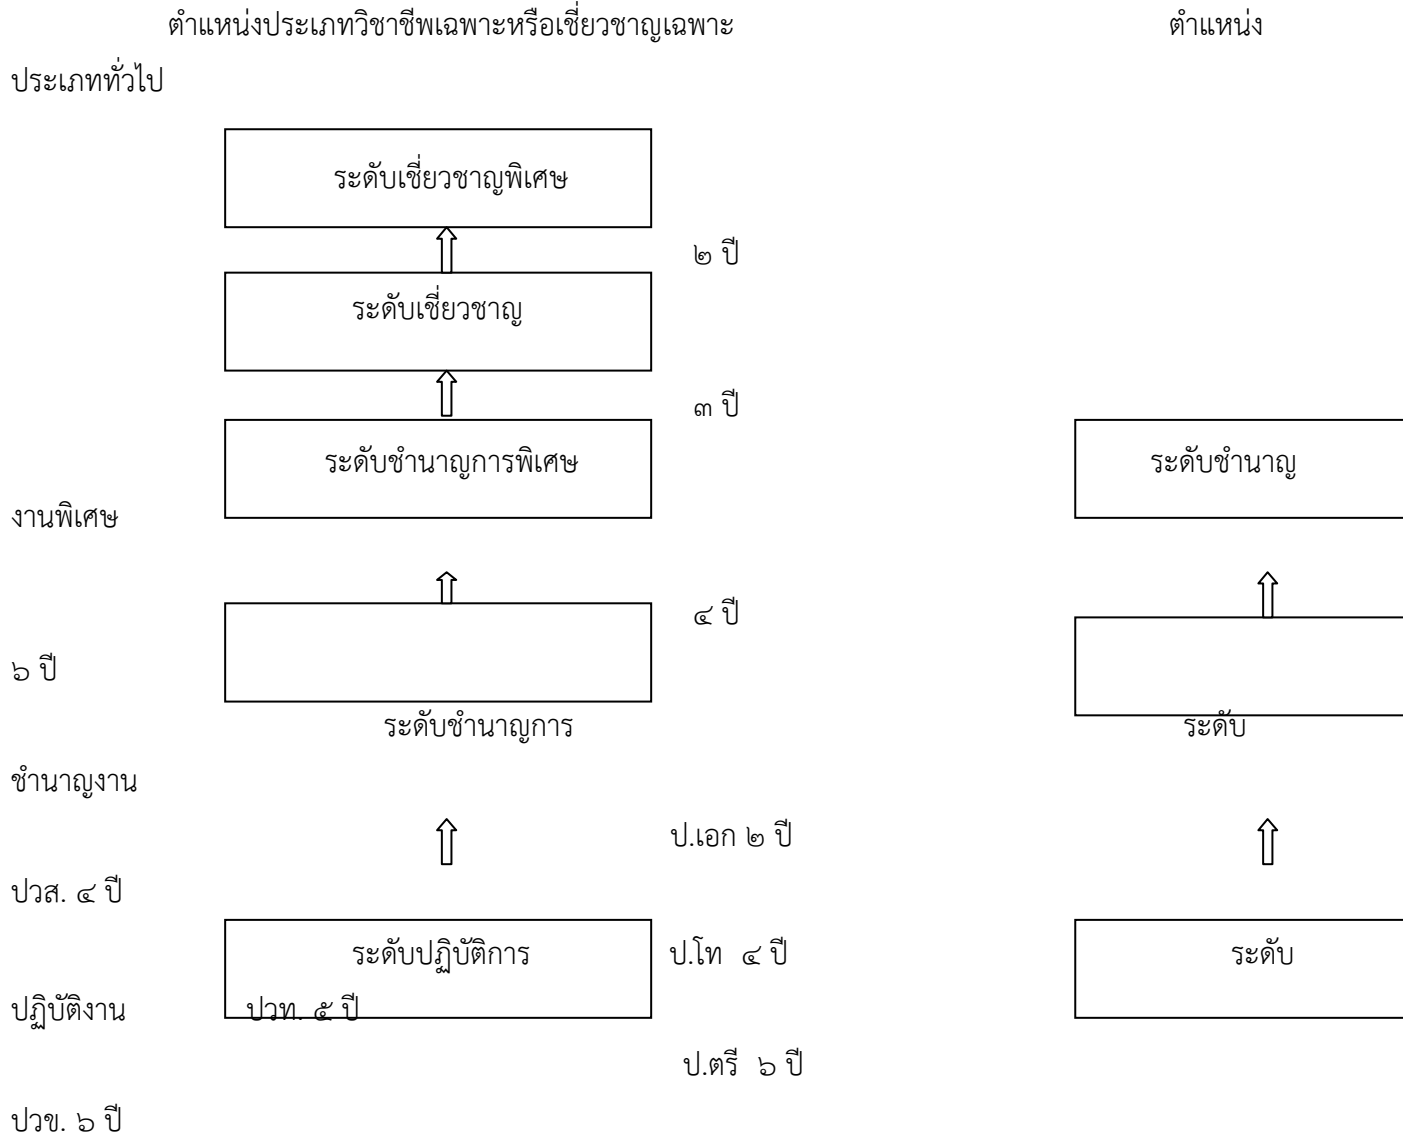 ตำแหน่งประเภทวิชาชีพเฉพาะหรือเชี่ยวชาญเฉพาะ ตำแหน่ง
ประเภททั่วไป
ระดับเชี่ยวชาญพิเศษ
๒ ปี
ระดับเชี่ยวชาญ
๓ ปี
ระดับชำนาญการพิเศษ ระดับชำนาญ
งานพิเศษ
๔ ปี
๖ ปี
ระดับชำนาญการ ระดับ
ชำนาญงาน
ป.เอก ๒ ปี
ปวส. ๔ ปี
ระดับปฏิบัติการ ป.โท ๔ ปี ระดับ
ปฏิบัติงาน ปวท. ๕ ปี
ป.ตรี ๖ ปี
ปวช. ๖ ปี